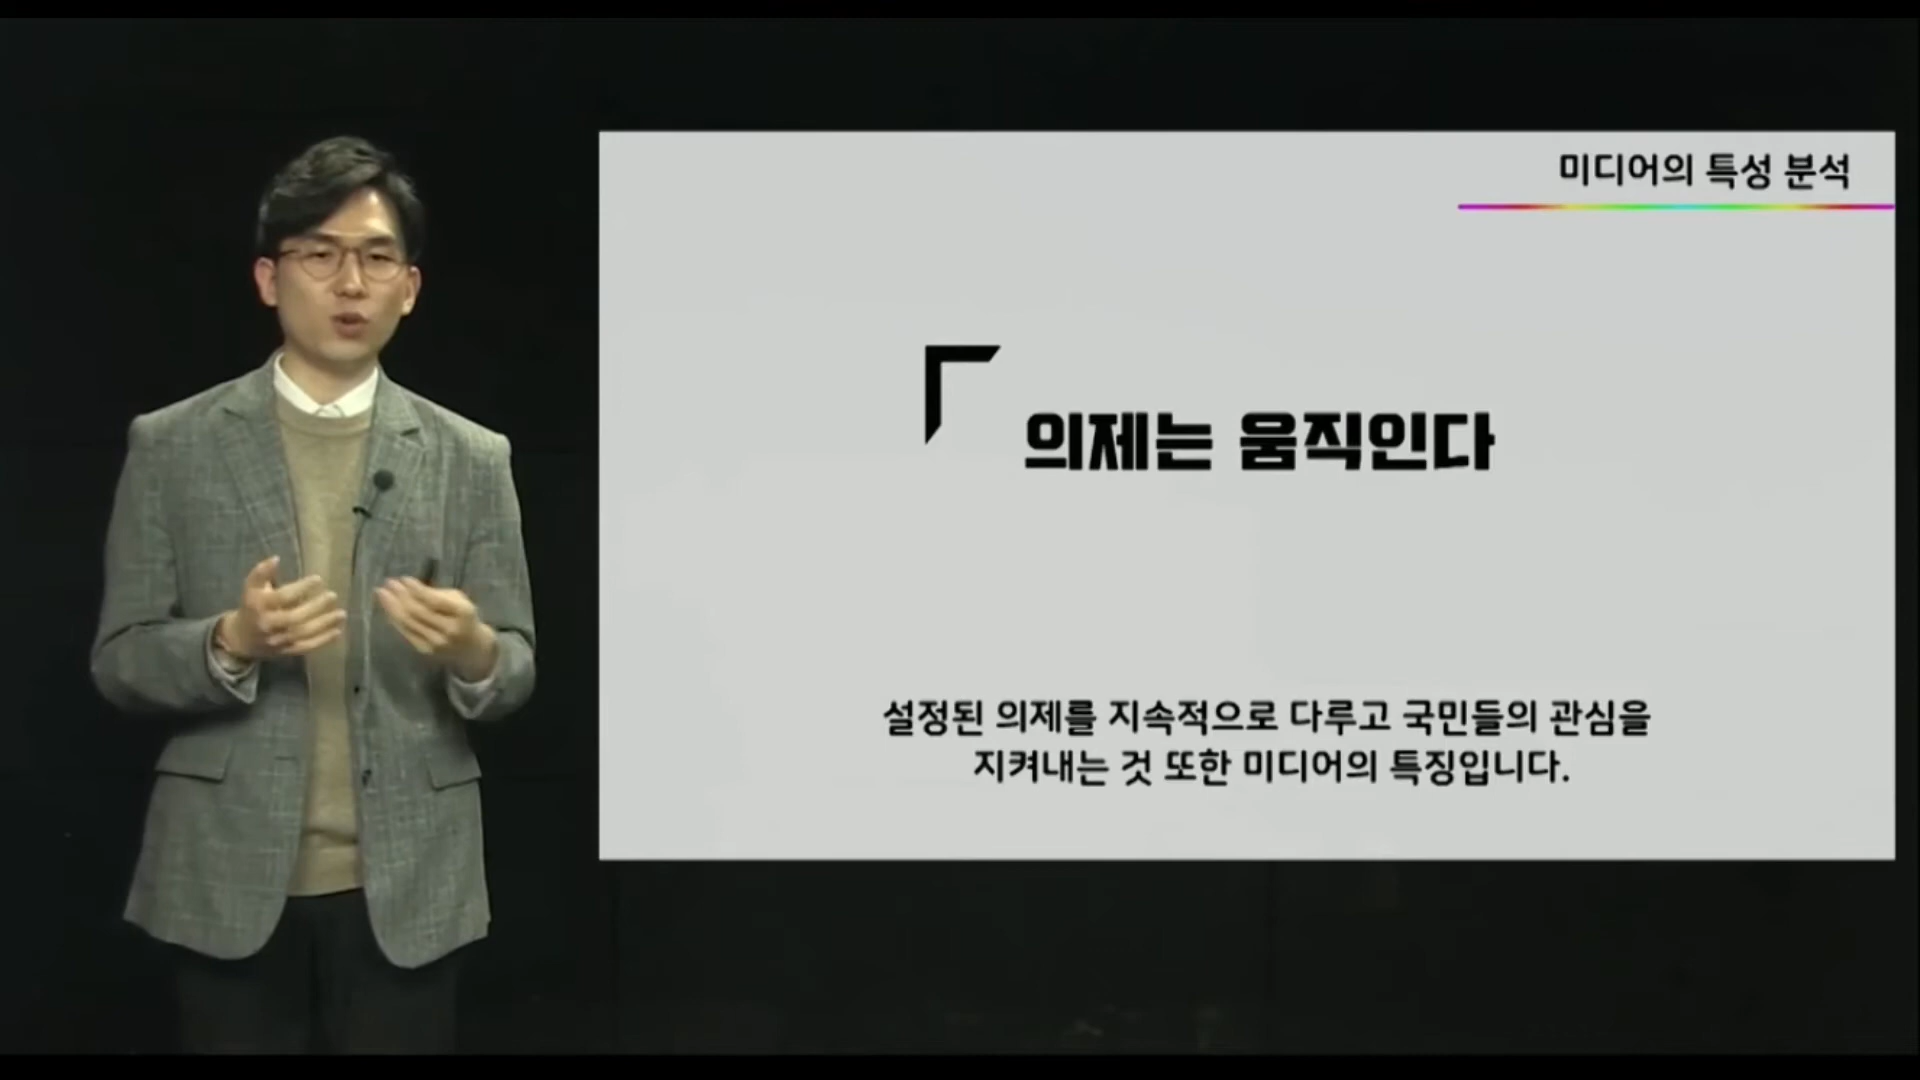 미디어의 특성 분석
의제는 움직인다
설정된 의제를 지속적으로 다루고 국민들의 관심을
지켜내는 것 또한 미디어의 특징입니다.